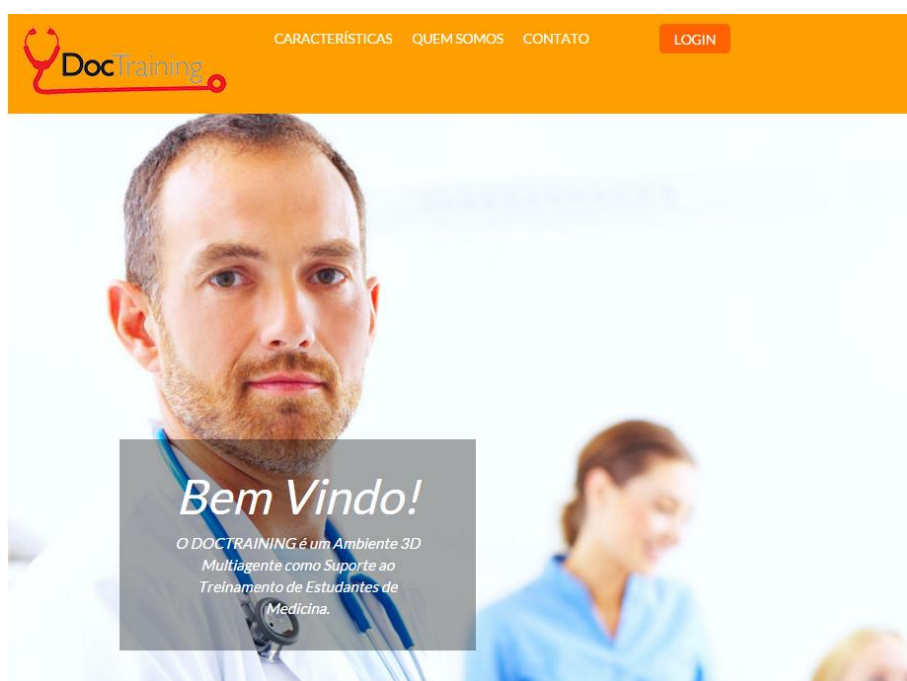 DocTraining
CARACTERÍSTICAS QUEM SOMOS CONTATO LOGIN
Bem Vindo!
O DOCTRAINING é um Ambiente 3D
Multiagente como Suporte ao
Treinamento de Estudantes de
Medicina.